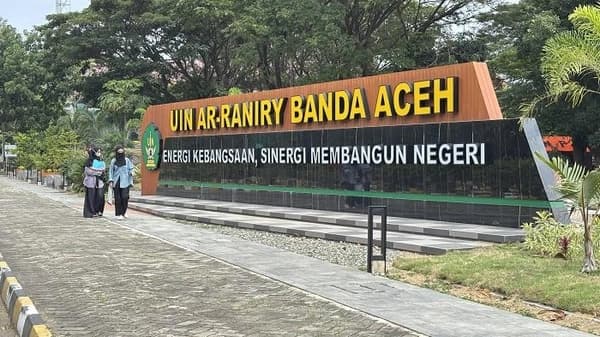 UIN AR-RANIRY BANDA ACEH
ENERGI KEBANGSAAN, SINERGI MEMBANGUN NEGERI